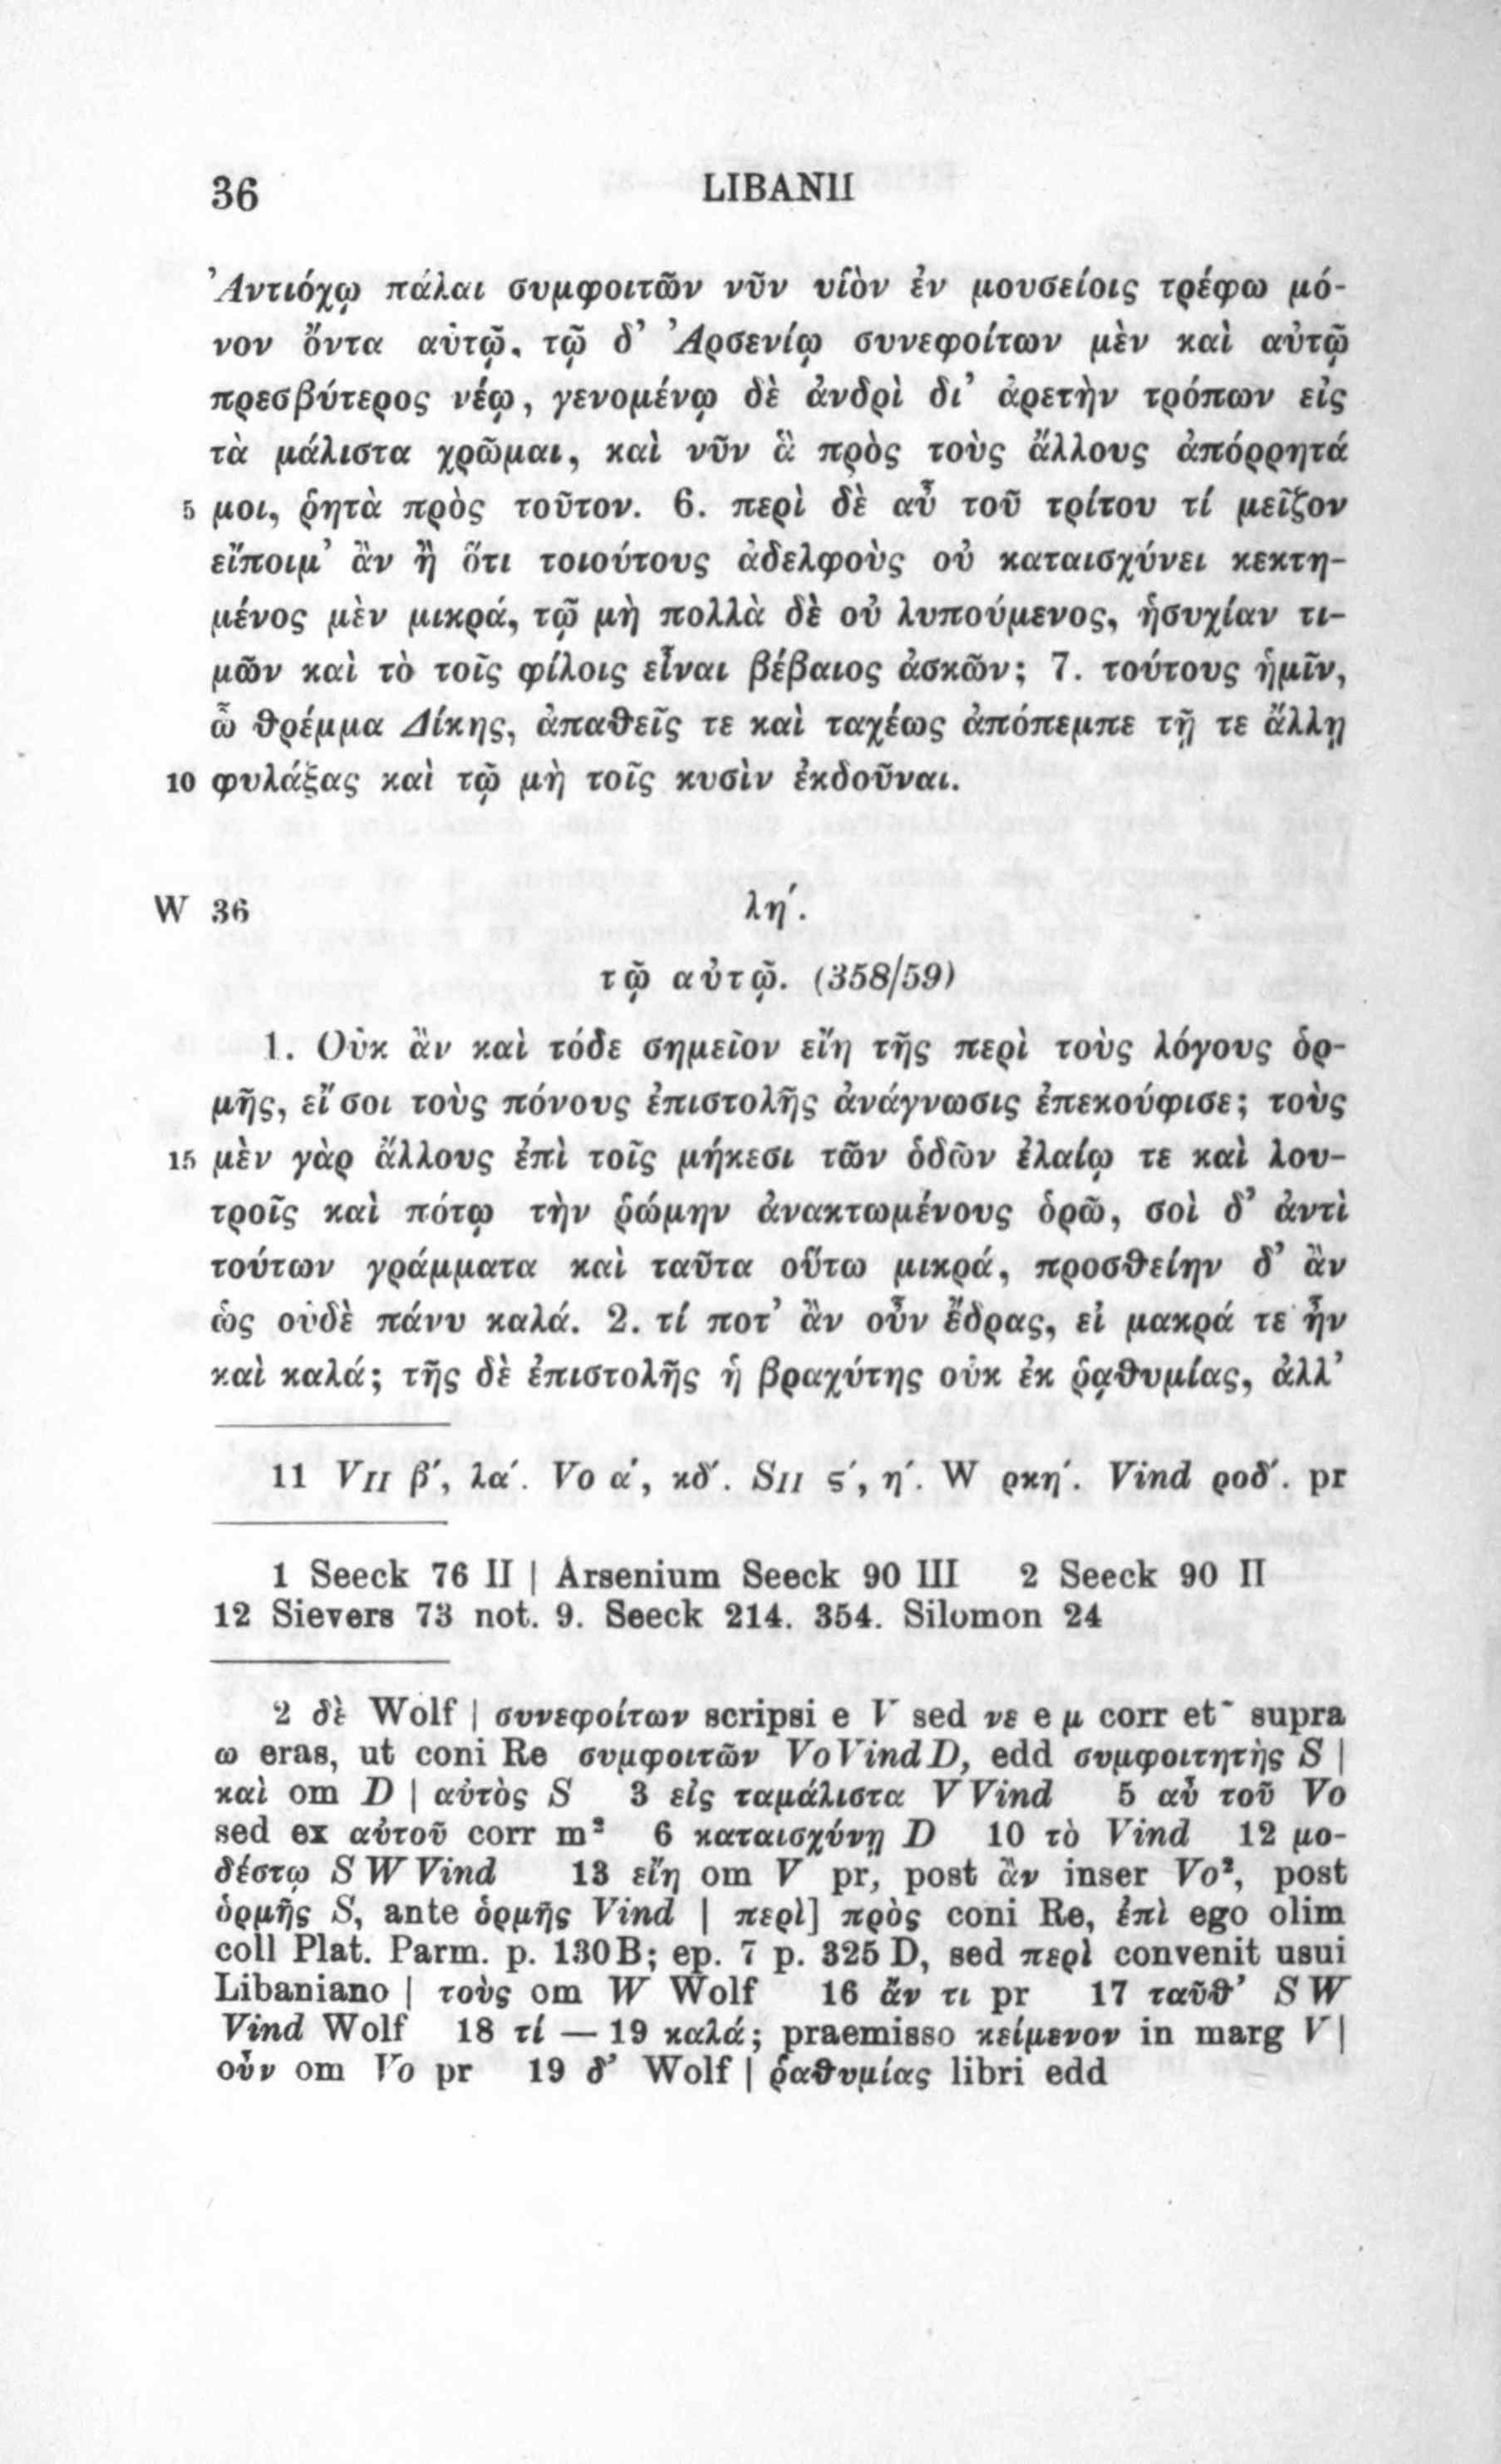 36 LIBANII
Ἀντιόχῳ πάλαι συμφοιτῶν νῦν υἱὸν ἐν μουσείοις τρέφω μό-
νον ὄντα αὐτῷ, τῷ δ’ Ἀρσενίῳ συνεφοίτων μὲν καὶ αὐτῷ
πρεσβύτερος νέῳ, γενομένῳ δὲ ἀνδρὶ δι’ ἀρετὴν τρόπων εἰς
τὰ μάλιστα χρῶμαι, καὶ νῦν ἃ πρὸς τοὺς ἄλλους ἀπόρρητά
5 μοι, ῥητὰ πρὸς τοῦτον. 6. περὶ δὲ αὖ τοῦ τρίτου τί μεῖζον
εἴποιμ’ ἂν ἢ ὅτι τοιούτους ἀδελφοὺς οὐ καταισχύνει κεκτη-
μένος μὲν μικρά, τῷ μὴ πολλὰ δὲ οὐ λυπούμενος, ἡσυχίαν τι-
μῶν καὶ τὸ τοῖς φίλοις εἶναι βέβαιος ἀσκῶν; 7. τούτους ἡμῖν,
ὦ θρέμμα Δίκης, ἀπαθεῖς τε καὶ ταχέως ἀπόπεμπε τῇ τε ἄλλῃ
10 φυλάξας καὶ τῷ μὴ τοῖς κυσὶν ἐκδοῦναι.
W 36 λη′.
τῷ αὐτῷ. (358/59)
1. Οὐκ ἂν καὶ τόδε σημεῖον εἴη τῆς περὶ τοὺς λόγους ὁρ-
μῆς, εἴ σοι τοὺς πόνους ἐπιστολῆς ἀνάγνωσις ἐπεκούφισε; τοὺς
15 μὲν γὰρ ἄλλους ἐπὶ τοῖς μήκεσι τῶν ὁδῶν ἐλαίῳ τε καὶ λου-
τροῖς καὶ πότῳ τὴν ῥώμην ἀνακτωμένους ὁρῶ, σοὶ δ’ ἀντὶ
τούτων γράμματα καὶ ταῦτα οὕτω μικρά, προσθείην δ’ ἂν
ὡς οὐδὲ πάνυ καλά. 2. τί ποτ’ ἂν οὖν ἔδρας, εἰ μακρά τε ἦν
καὶ καλά; τῆς δὲ ἐπιστολῆς ἡ βραχύτης οὐκ ἐκ ῥᾳθυμίας, ἀλλ’
11 VII β′, λα′. Vo α′, κδ′. SII ϛ′, η′. W ρκη′. Vind ροδ′. pr
1 Seeck 76 II | Arsenium Seeck 90 III 2 Seeck 90 II
12 Sievers 73 not. 9. Seeck 214. 354. Silomon 24
2 δὲ Wolf | συνεφοίτων scripsi e V sed νε e μ corr et ῀ supra
ω eras, ut coni Re συμφοιτῶν Vo Vind D, edd συμφοιτητὴς S |
καὶ om D | αὐτὸς S 3 εἰς ταμάλιστα V Vind 5 αὖ τοῦ Vo
sed ex αὐτοῦ corr m² 6 καταισχύνῃ D 10 τὸ Vind 12 μο-
δέστῳ S W Vind 13 εἴη om V pr, post ἂν inser Vo², post
ὁρμῆς S, ante ὁρμῆς Vind | περὶ] πρὸς coni Re, ἐπὶ ego olim
coll Plat. Parm. p. 130 B; ep. 7 p. 325 D, sed περὶ convenit usui
Libaniano | τοὺς om W Wolf 16 ἄν τι pr 17 ταῦθ’ S W
Vind Wolf 18 τί — 19 καλά; praemisso κείμενον in marg V |
οὖν om Vo pr 19 δ’ Wolf | ῥαθυμίας libri edd